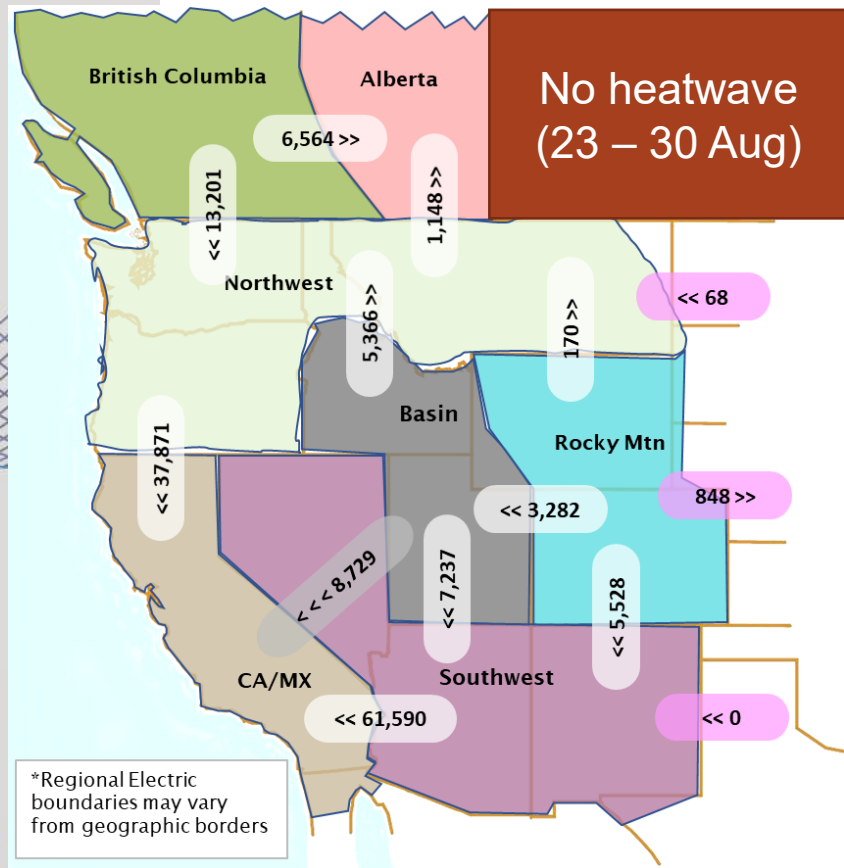 British Columbia
Alberta
No heatwave
(23 – 30 Aug)
6,564 >>
<< 13,201
1,148 >>
Northwest
5,366 >>
170 >>
<< 68
Basin
Rocky Mtn
<< 37,871
848 >>
<< 3,282
< < < 8,729
<< 7,237
<< 5,528
CA/MX
Southwest
<< 61,590
<< 0
*Regional Electric
boundaries may vary
from geographic borders